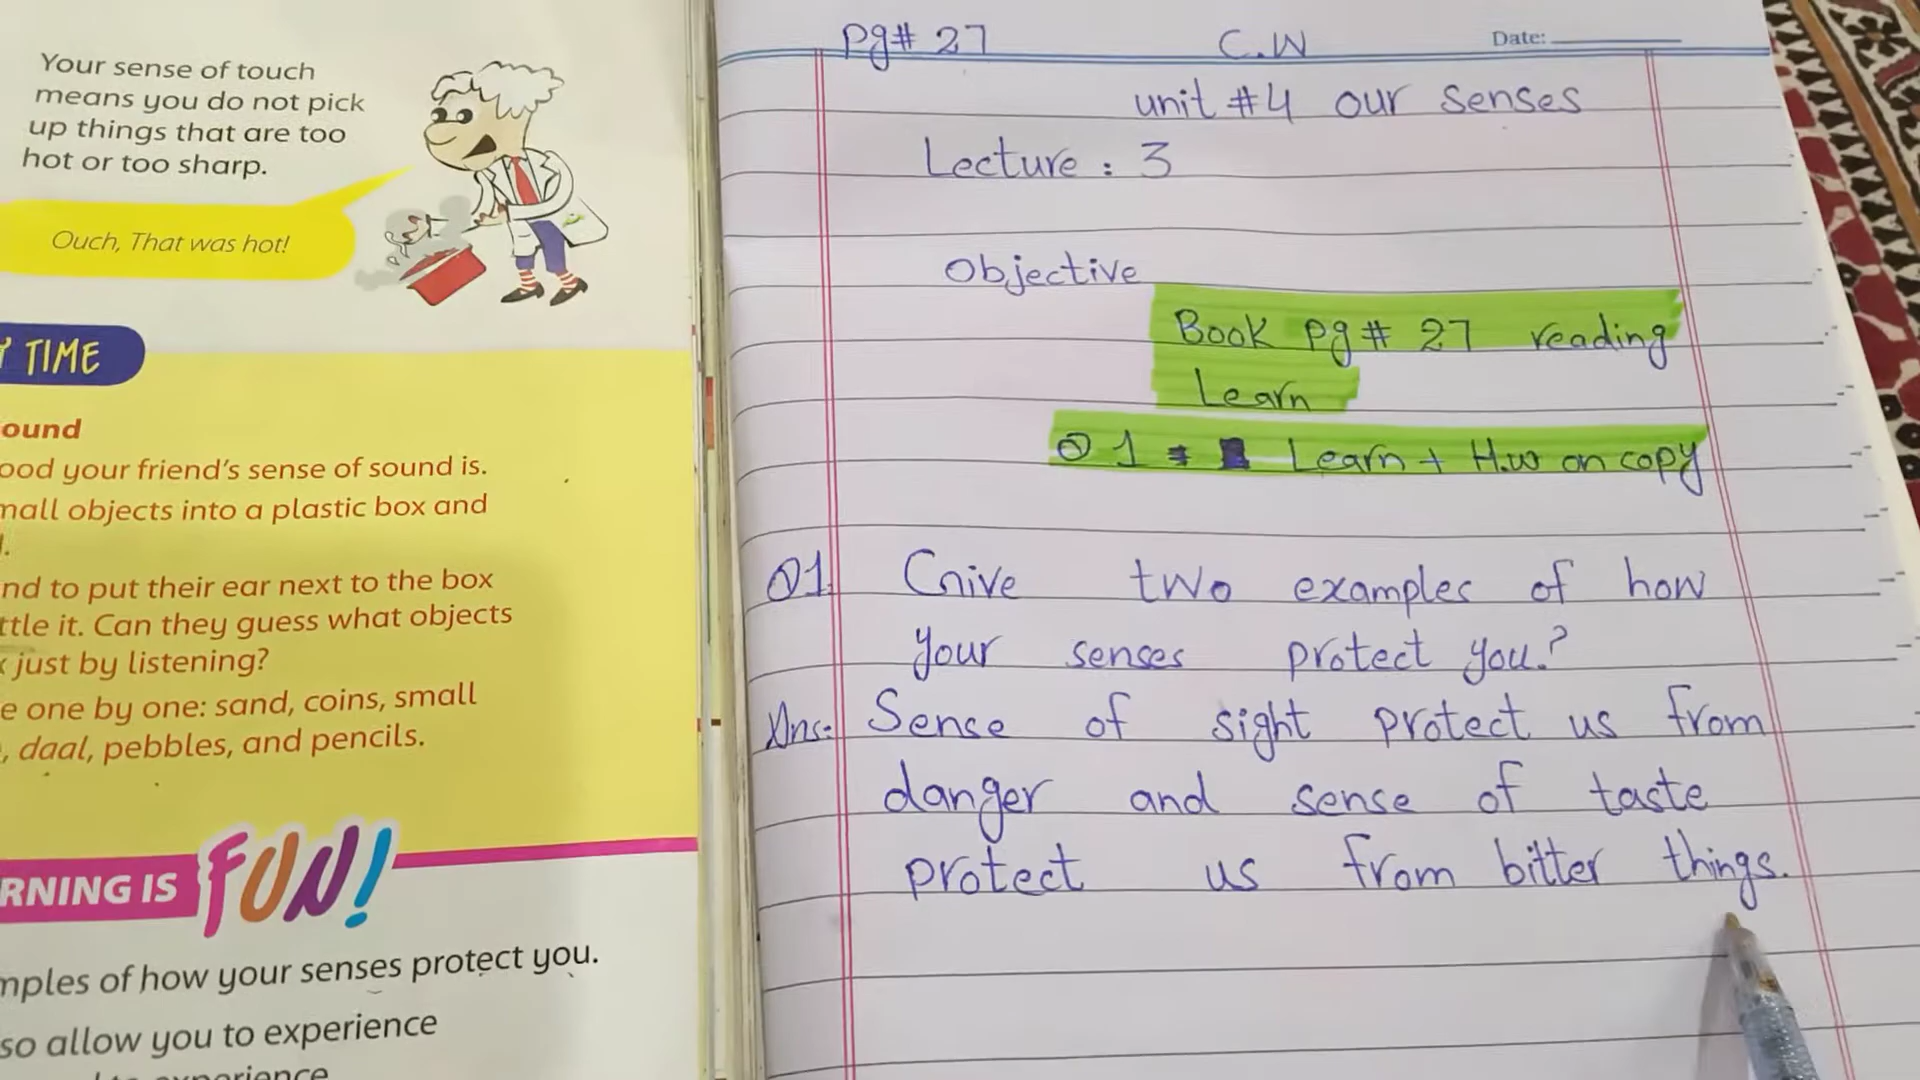 Your sense of touch
means you do not pick
up things that are too
hot or too sharp.
Ouch, That was hot!
TIME
ound
ood your friend's sense of sound is.
mall objects into a plastic box and
nd to put their ear next to the box
ttle it. Can they guess what objects
just by listening?
e one by one: sand, coins, small
, daal, pebbles, and pencils.
RNING IS FUN!
mples of how your senses protect you.
so allow you to experience
experience
Pg# 27 C.W Date:
unit #4 our senses
Lecture : 3
Objective
Book pg# 27 reading
Learn
Q1 Learn + H.w on copy
Q1. Give two examples of how
your senses protect you.?
Ans: Sense of sight protect us from
danger and sense of taste
protect us from bitter things.